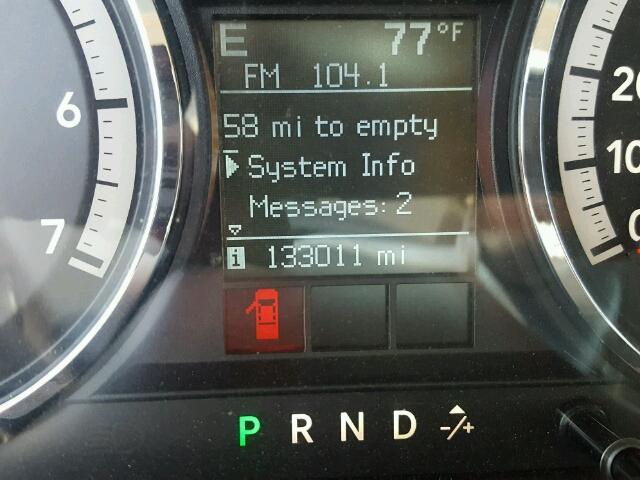 E 77°F
FM 104.1
58 mi to empty
System Info
Messages: 2
i 133011 mi
P R N D -/+
6
7
20
10
0